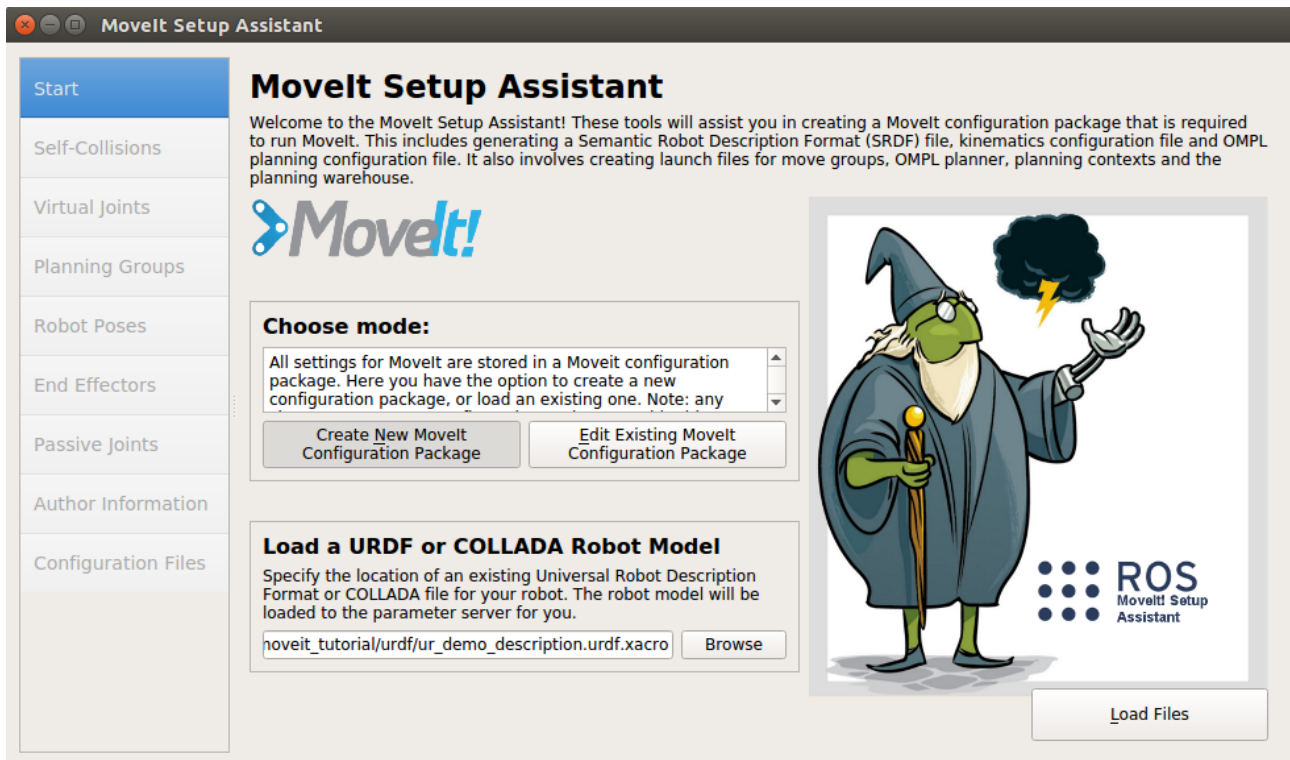 MoveIt Setup Assistant
Start
Self-Collisions
Virtual Joints
Planning Groups
Robot Poses
End Effectors
Passive Joints
Author Information
Configuration Files
MoveIt Setup Assistant
Welcome to the MoveIt Setup Assistant! These tools will assist you in creating a MoveIt configuration package that is required
to run MoveIt. This includes generating a Semantic Robot Description Format (SRDF) file, kinematics configuration file and OMPL
planning configuration file. It also involves creating launch files for move groups, OMPL planner, planning contexts and the
planning warehouse.
MoveIt!
Choose mode:
All settings for MoveIt are stored in a Moveit configuration
package. Here you have the option to create a new
configuration package, or load an existing one. Note: any
Create New MoveIt
Configuration Package
Edit Existing MoveIt
Configuration Package
Load a URDF or COLLADA Robot Model
Specify the location of an existing Universal Robot Description
Format or COLLADA file for your robot. The robot model will be
loaded to the parameter server for you.
moveit_tutorial/urdf/ur_demo_description.urdf.xacro
Browse
ROS
MoveIt! Setup
Assistant
Load Files